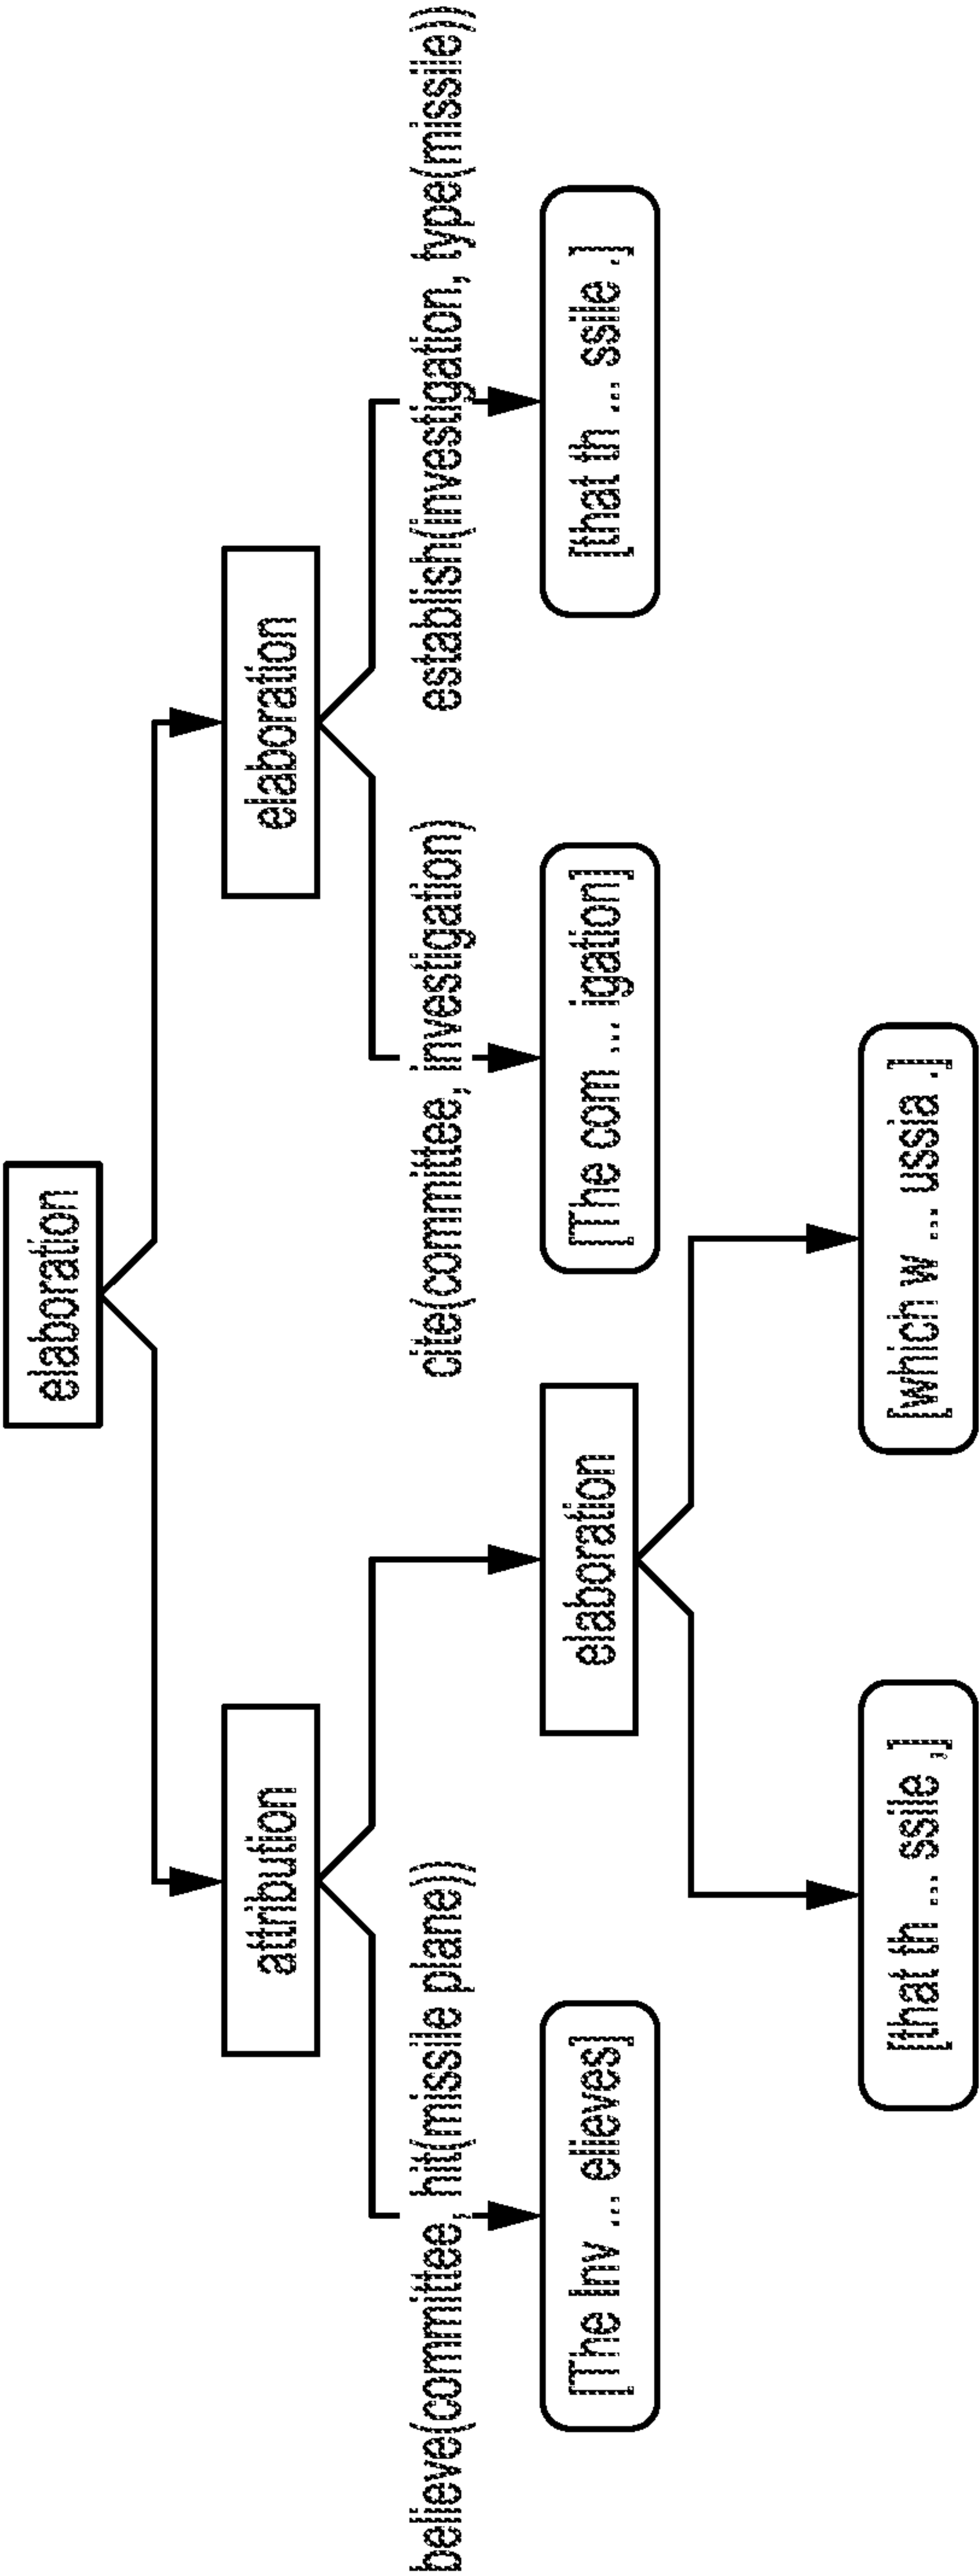 elaboration
attribution
elaboration
believe(committee, hit(missile plane))
cite(committee, investigation)
establish(investigation, type(missile))
[The Inv ... elieves]
elaboration
[The com ... igation]
[that th ... ssile .]
[that th ... ssile ,]
[which w ... ussia .]